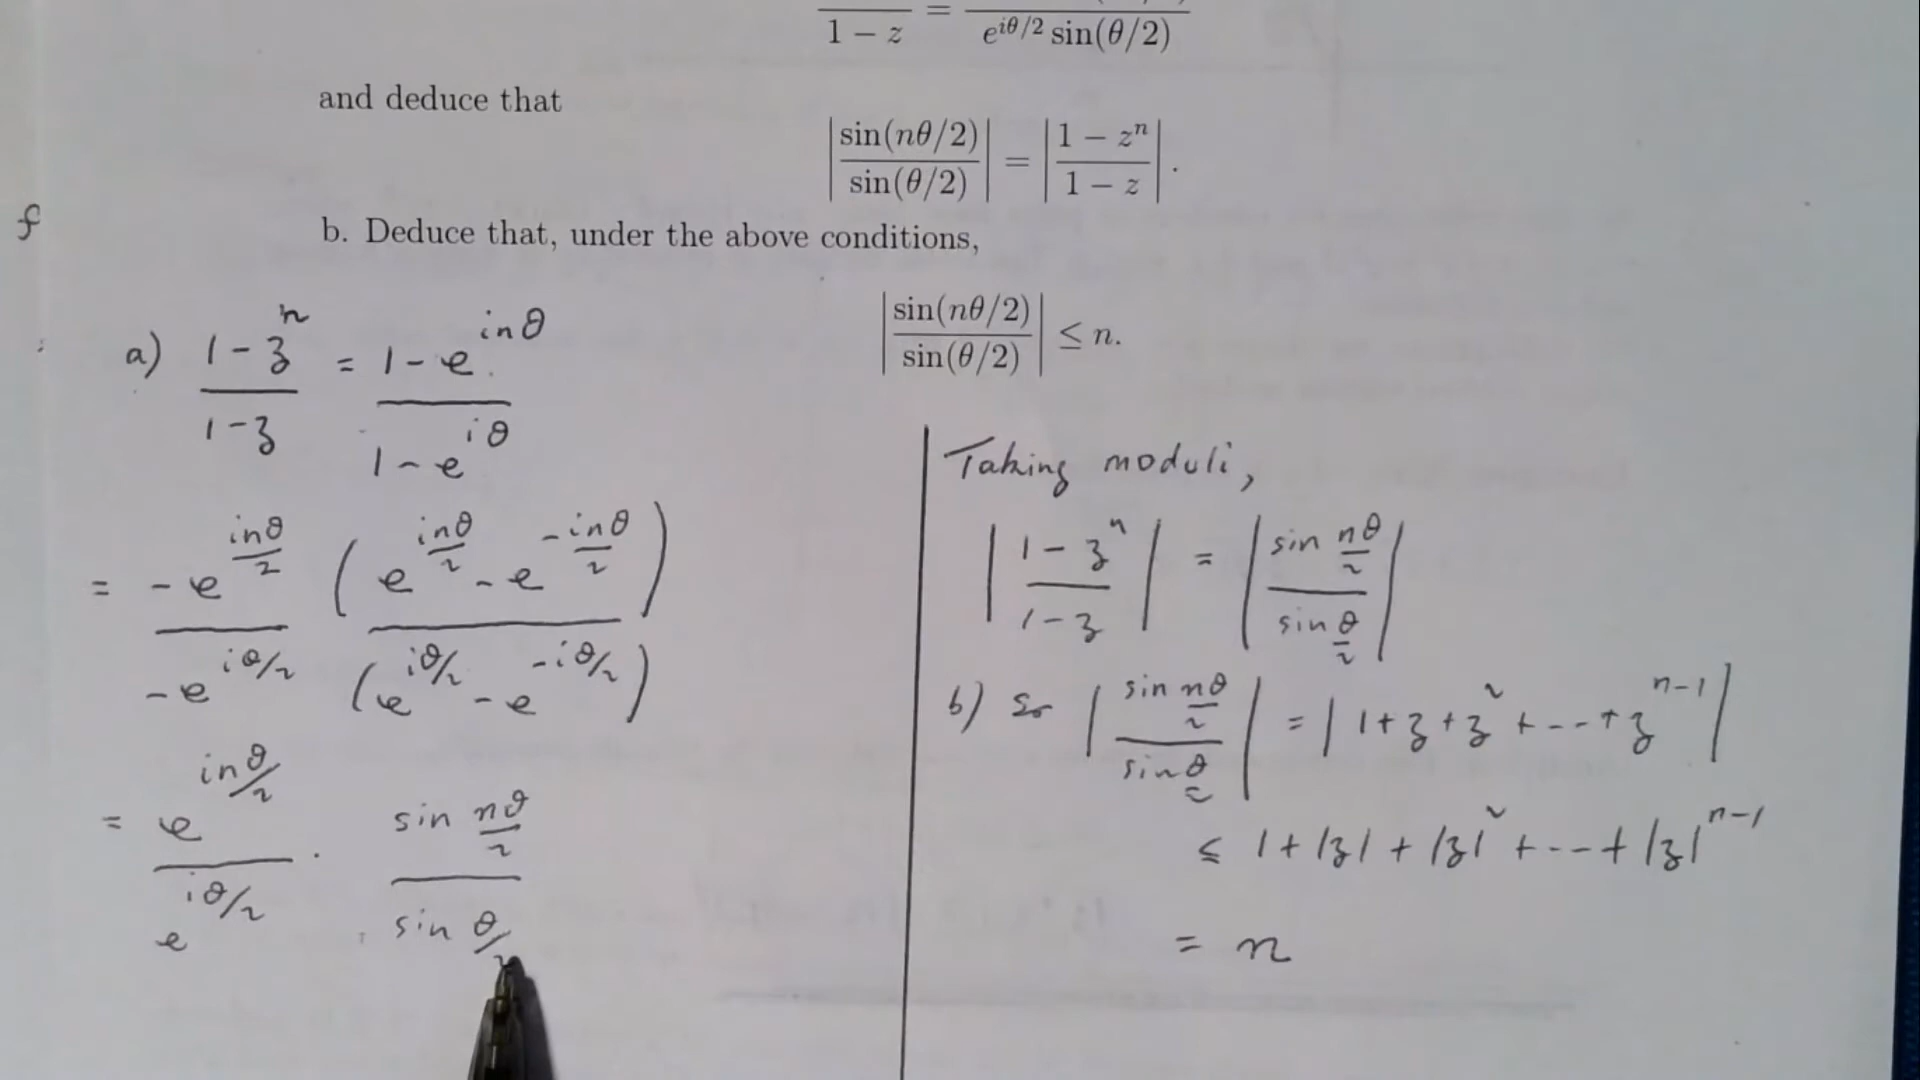 1 − z = e^{iθ/2} sin(θ/2)
and deduce that
|sin(nθ/2) / sin(θ/2)| = |(1 − z^n) / (1 − z)|.
f
b. Deduce that, under the above conditions,
|sin(nθ/2) / sin(θ/2)| ≤ n.
a) (1 - z^n) / (1 - z) = (1 - e^{inθ}) / (1 - e^{iθ})
= (-e^{inθ/2} / -e^{iθ/2}) (e^{inθ/2} - e^{-inθ/2}) / (e^{iθ/2} - e^{-iθ/2})
= (e^{inθ/2} / e^{iθ/2}) · (sin nθ/2) / (sin θ/2)
Taking moduli,
|(1 - z^n) / (1 - z)| = |(sin nθ/2) / (sin θ/2)|
b) So |(sin nθ/2) / (sin θ/2)| = |1 + z + z^2 + --- + z^{n-1}|
≤ 1 + |z| + |z|^2 + --- + |z|^{n-1}
= n